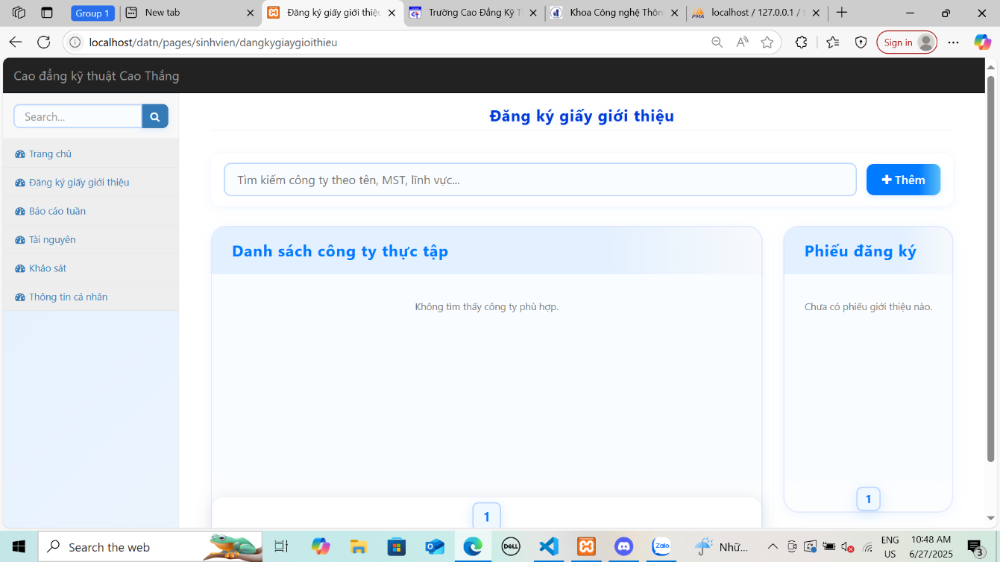 Group 1
New tab
Đăng ký giấy giới thiệu
Trường Cao Đẳng Kỹ T
Khoa Công nghệ Thôn
localhost / 127.0.0.1 / t
localhost/datn/pages/sinhvien/dangkygiaygioithieu
Sign in
Cao đẳng kỹ thuật Cao Thắng
Search...
Trang chủ
Đăng ký giấy giới thiệu
Báo cáo tuần
Tài nguyên
Khảo sát
Thông tin cá nhân
Đăng ký giấy giới thiệu
Tìm kiếm công ty theo tên, MST, lĩnh vực...
Thêm
Danh sách công ty thực tập
Không tìm thấy công ty phù hợp.
1
Phiếu đăng ký
Chưa có phiếu giới thiệu nào.
1
Search the web
DELL
Zalo
Nhữ...
ENG
US
10:48 AM
6/27/2025
3